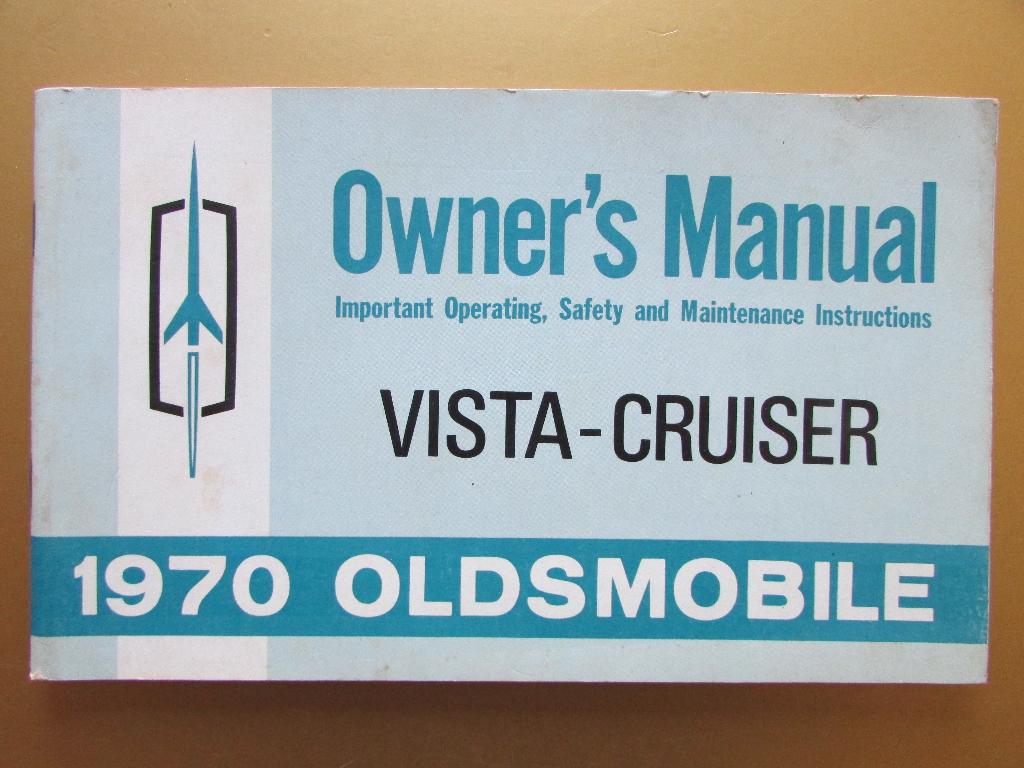 Owner's Manual
Important Operating, Safety and Maintenance Instructions
VISTA-CRUISER
1970 OLDSMOBILE